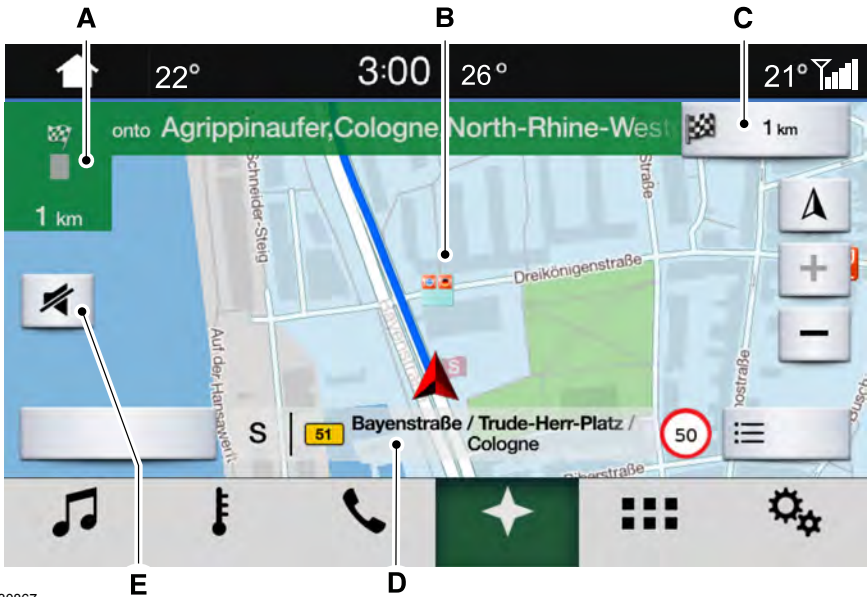 A
B
C
22°
3:00
26°
21°
onto Agrippinaufer,Cologne,North-Rhine-West
1 km
1 km
Schneider-Steig
Straße
Dreikönigenstraße
Auf der Hansawerft
S
S
51
Bayenstraße / Trude-Herr-Platz /
Cologne
50
E
D